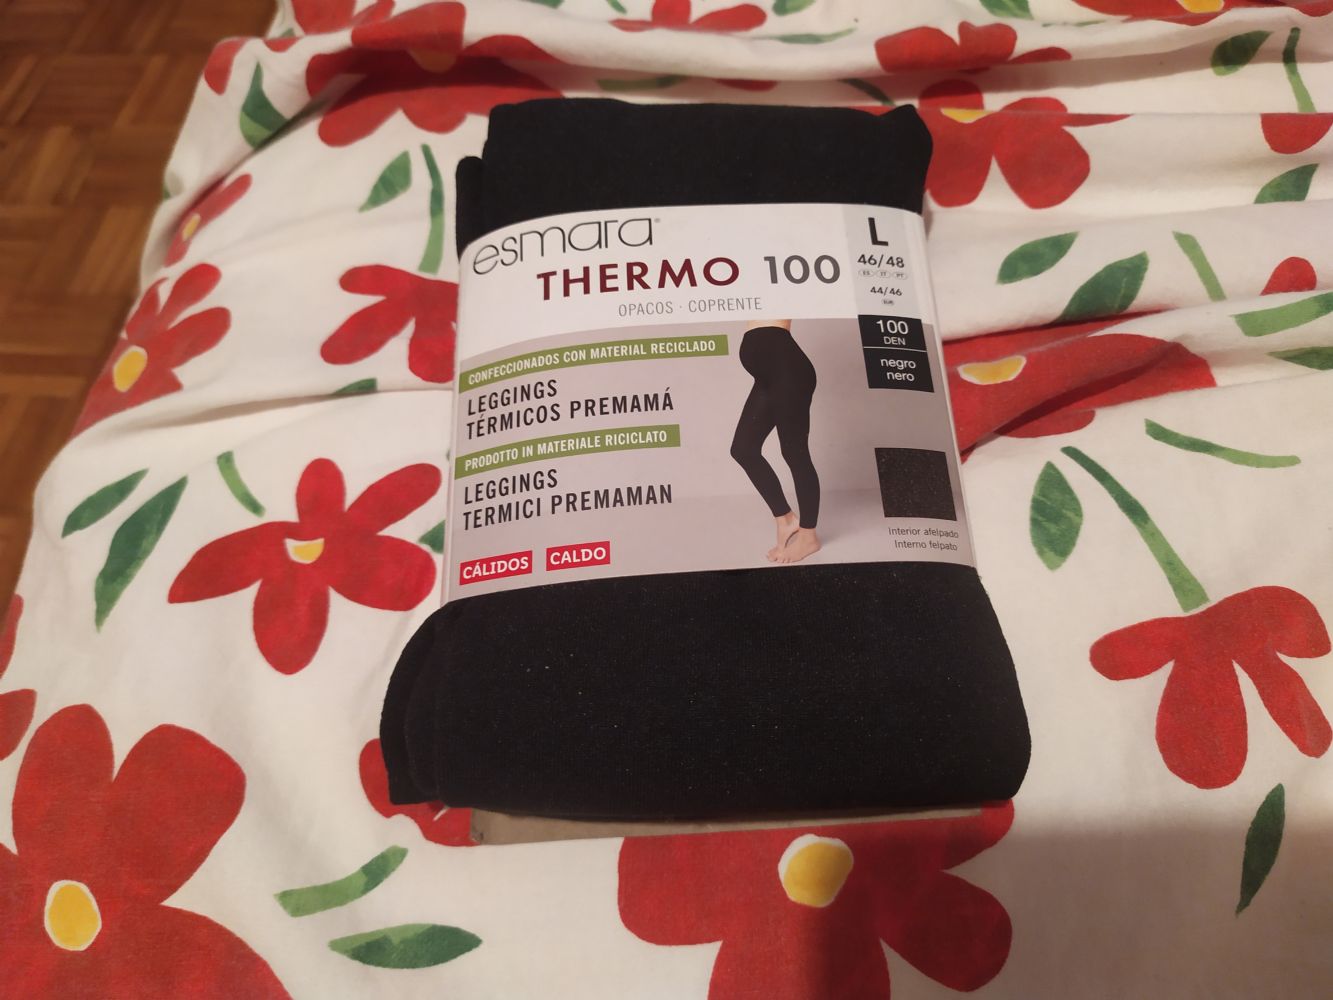 esmara®
THERMO 100
OPACOS · COPRENTE
L
46/48
ES IT PT
44/46
EUR
100
DEN
negro
nero
CONFECCIONADOS CON MATERIAL RECICLADO
LEGGINGS
TÉRMICOS PREMAMÁ
PRODOTTO IN MATERIALE RICICLATO
LEGGINGS
TERMICI PREMAMAN
CÁLIDOS CALDO
Interior afelpado
Interno felpato